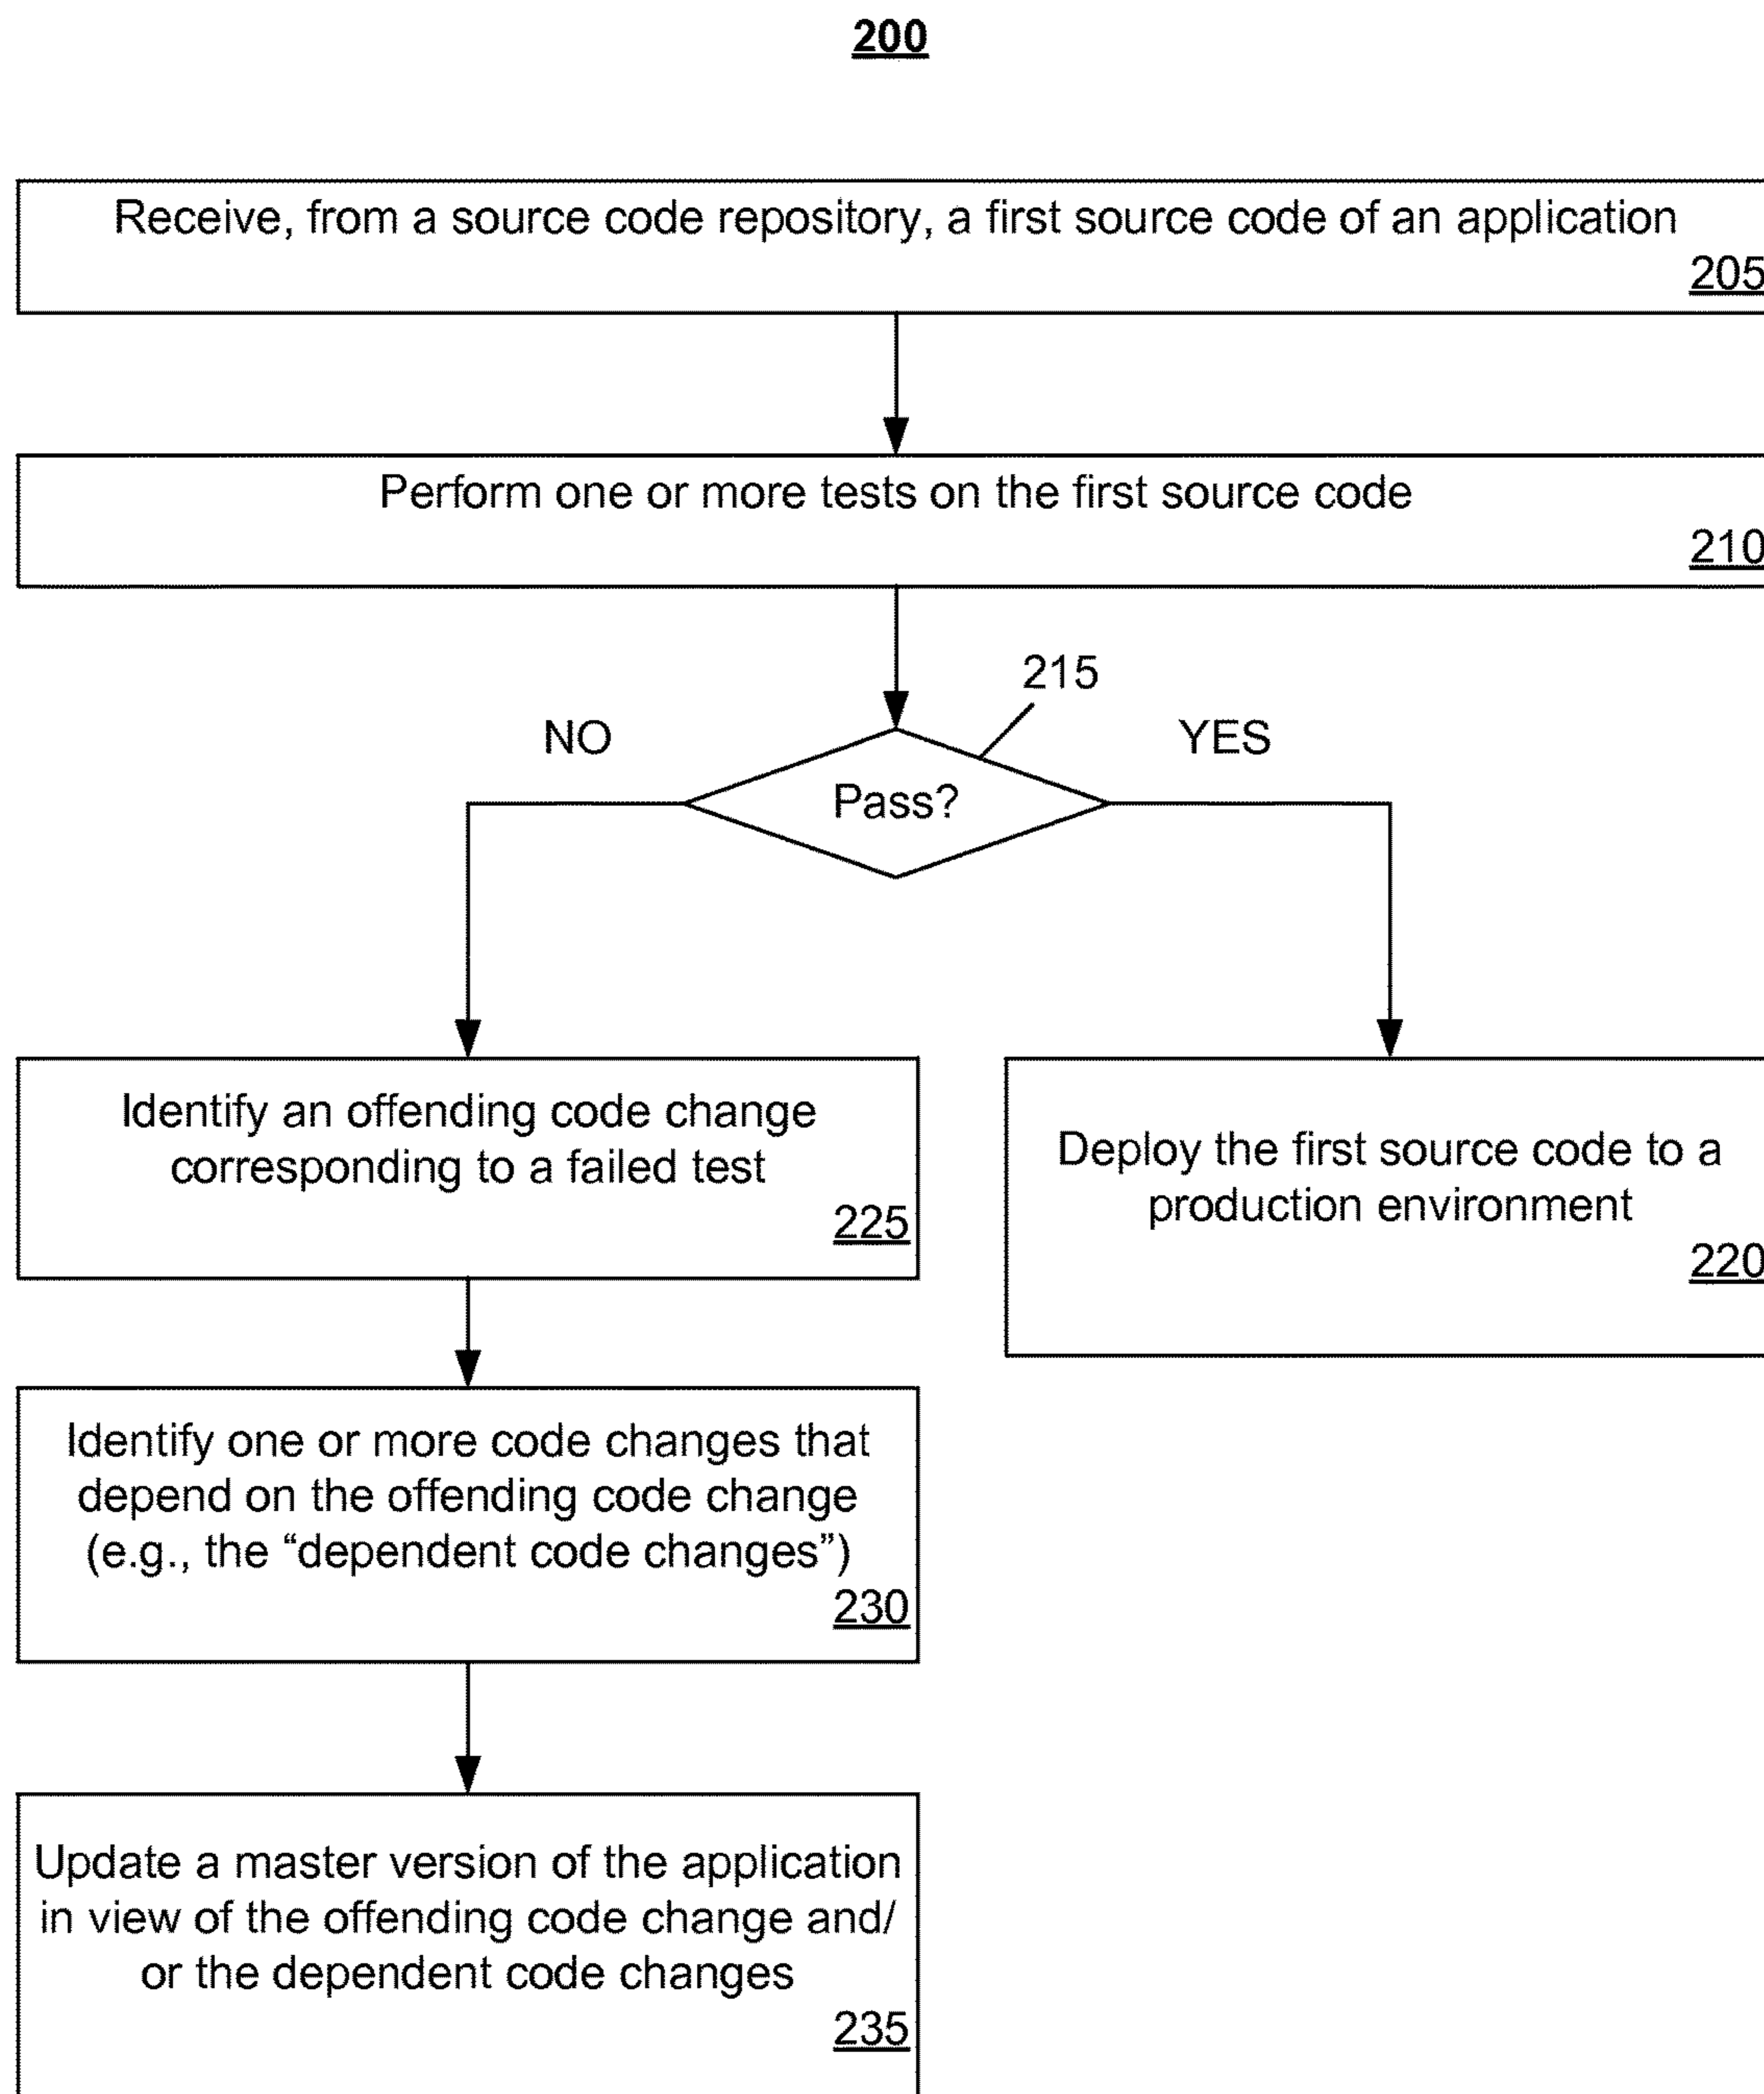 200
Receive, from a source code repository, a first source code of an application
205
Perform one or more tests on the first source code
210
215
NO
YES
Pass?
Identify an offending code change
corresponding to a failed test
225
Deploy the first source code to a
production environment
220
Identify one or more code changes that
depend on the offending code change
(e.g., the “dependent code changes”)
230
Update a master version of the application
in view of the offending code change and/
or the dependent code changes
235